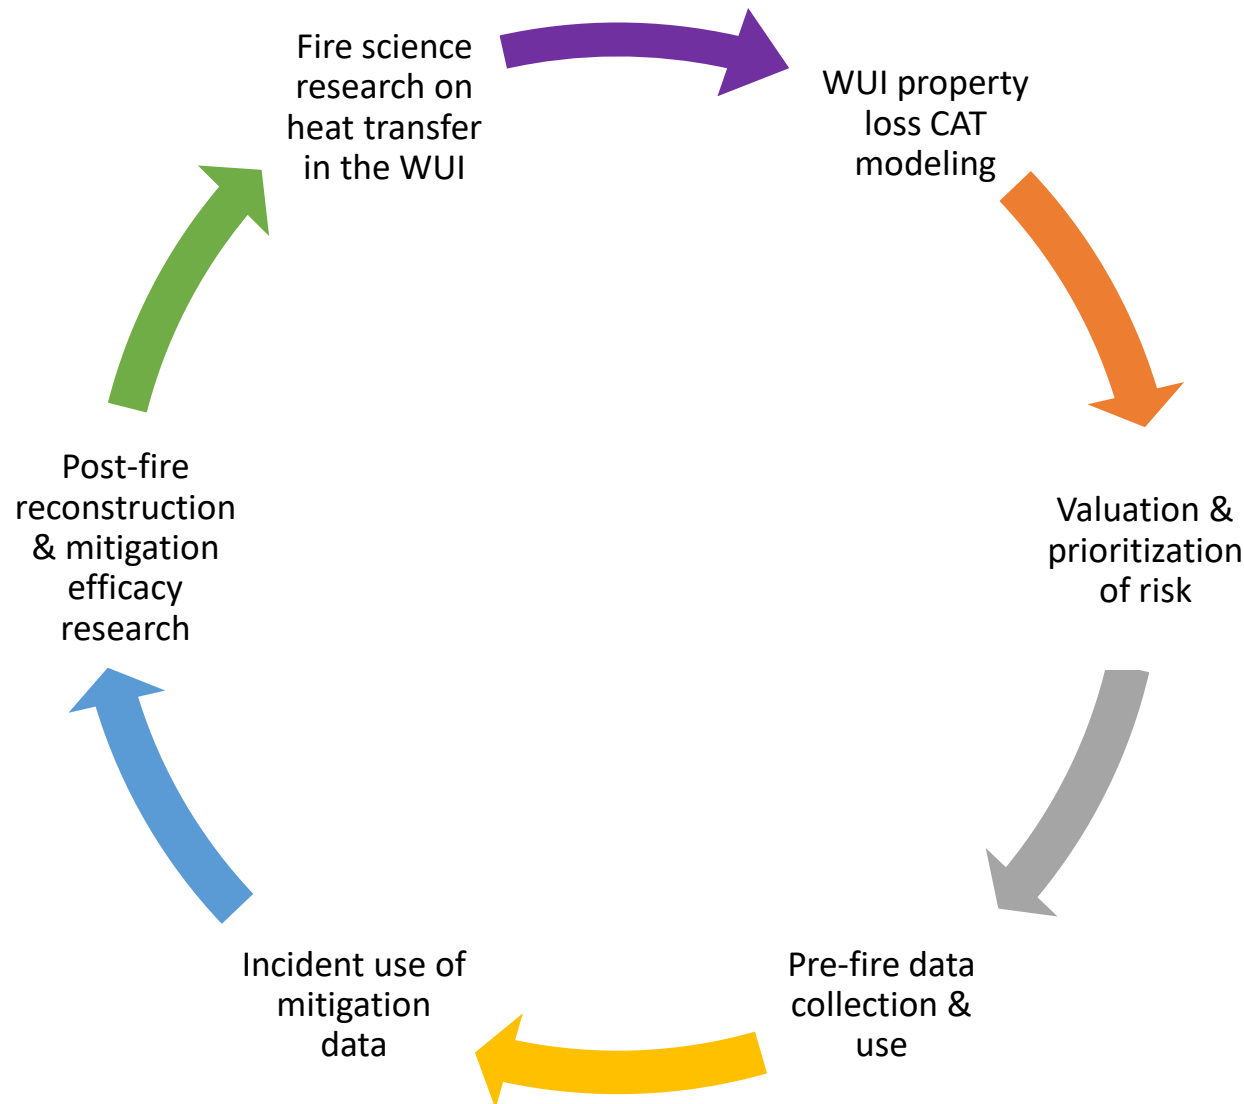 Fire science
research on
heat transfer
in the WUI
WUI property
loss CAT
modeling
Valuation &
prioritization
of risk
Pre-fire data
collection &
use
Incident use of
mitigation
data
Post-fire
reconstruction
& mitigation
efficacy
research